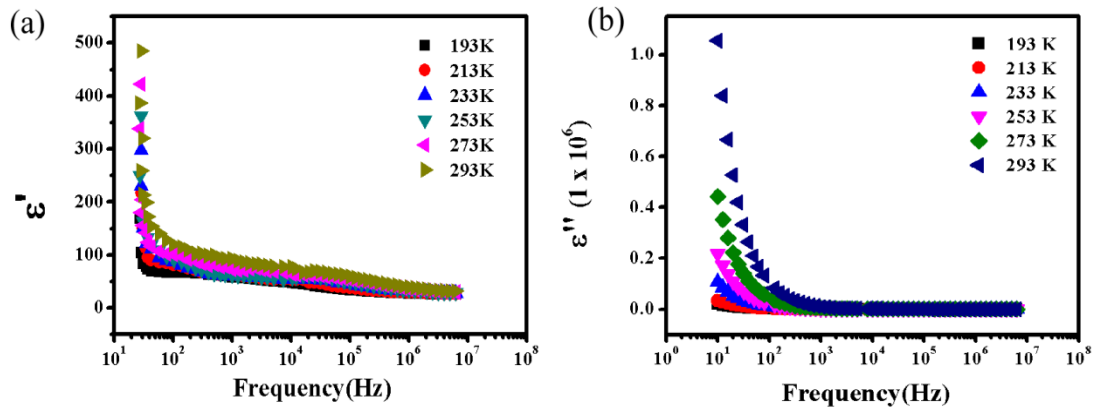 (a)
500
400
300
200
100
0
ε'
10¹ 10² 10³ 10⁴ 10⁵ 10⁶ 10⁷ 10⁸
Frequency(Hz)
193K
213K
233K
253K
273K
293K
(b)
1.0
0.8
0.6
0.4
0.2
0.0
ε'' (1 x 10⁶)
10⁰ 10¹ 10² 10³ 10⁴ 10⁵ 10⁶ 10⁷ 10⁸
Frequency(Hz)
193 K
213 K
233 K
253 K
273 K
293 K